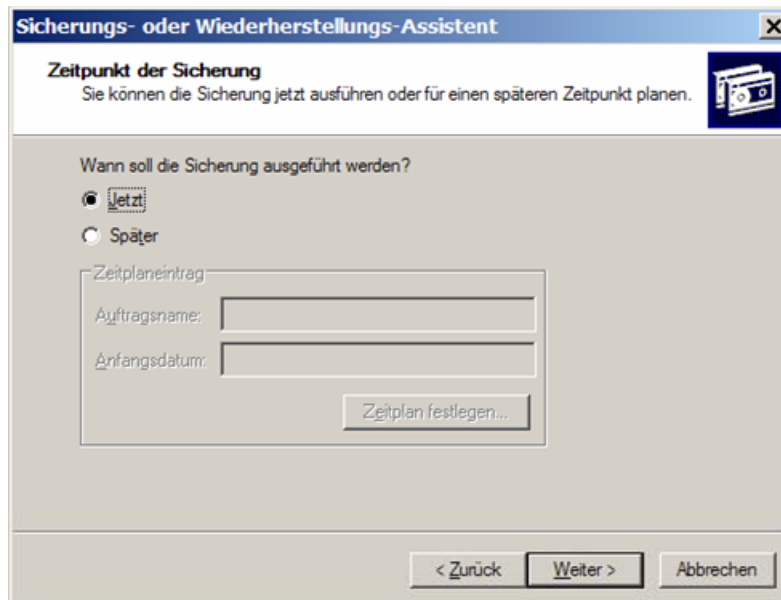 Sicherungs- oder Wiederherstellungs-Assistent
Zeitpunkt der Sicherung
Sie können die Sicherung jetzt ausführen oder für einen späteren Zeitpunkt planen.
Wann soll die Sicherung ausgeführt werden?
Jetzt
Später
Zeitplaneintrag
Auftragsname:
Anfangsdatum:
Zeitplan festlegen...
< Zurück Weiter > Abbrechen